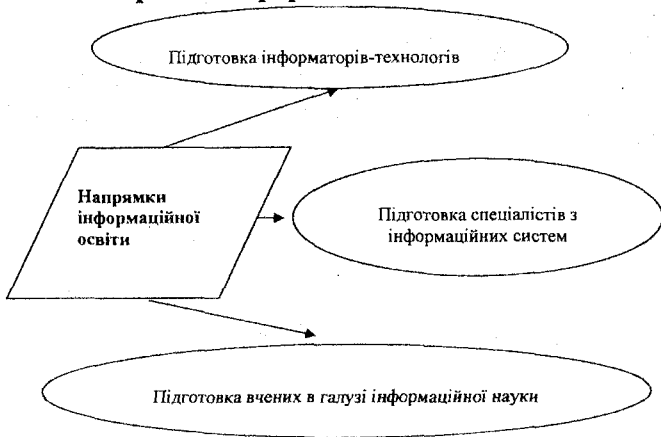 Підготовка інформаторів-технологів
Напрямки
інформаційної
освіти
Підготовка спеціалістів з
інформаційних систем
Підготовка вчених в галузі інформаційної науки